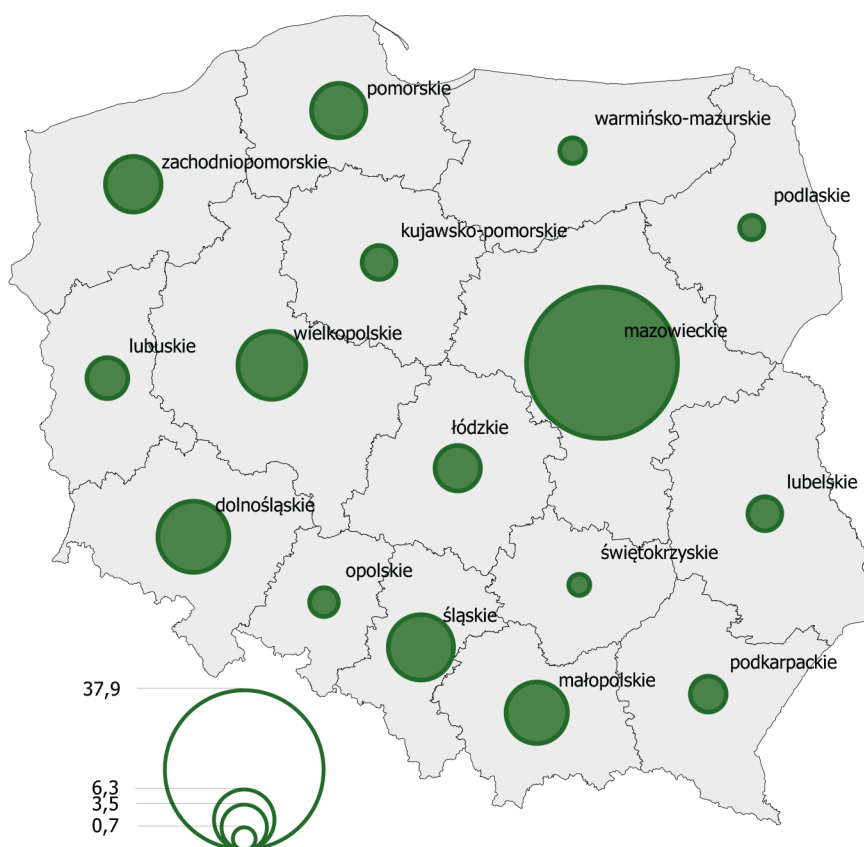 pomorskie
warmińsko-mazurskie
zachodniopomorskie
podlaskie
kujawsko-pomorskie
mazowieckie
wielkopolskie
lubuskie
łódzkie
lubelskie
dolnośląskie
świętokrzyskie
opolskie
śląskie
podkarpackie
małopolskie
37,9
6,3
3,5
0,7